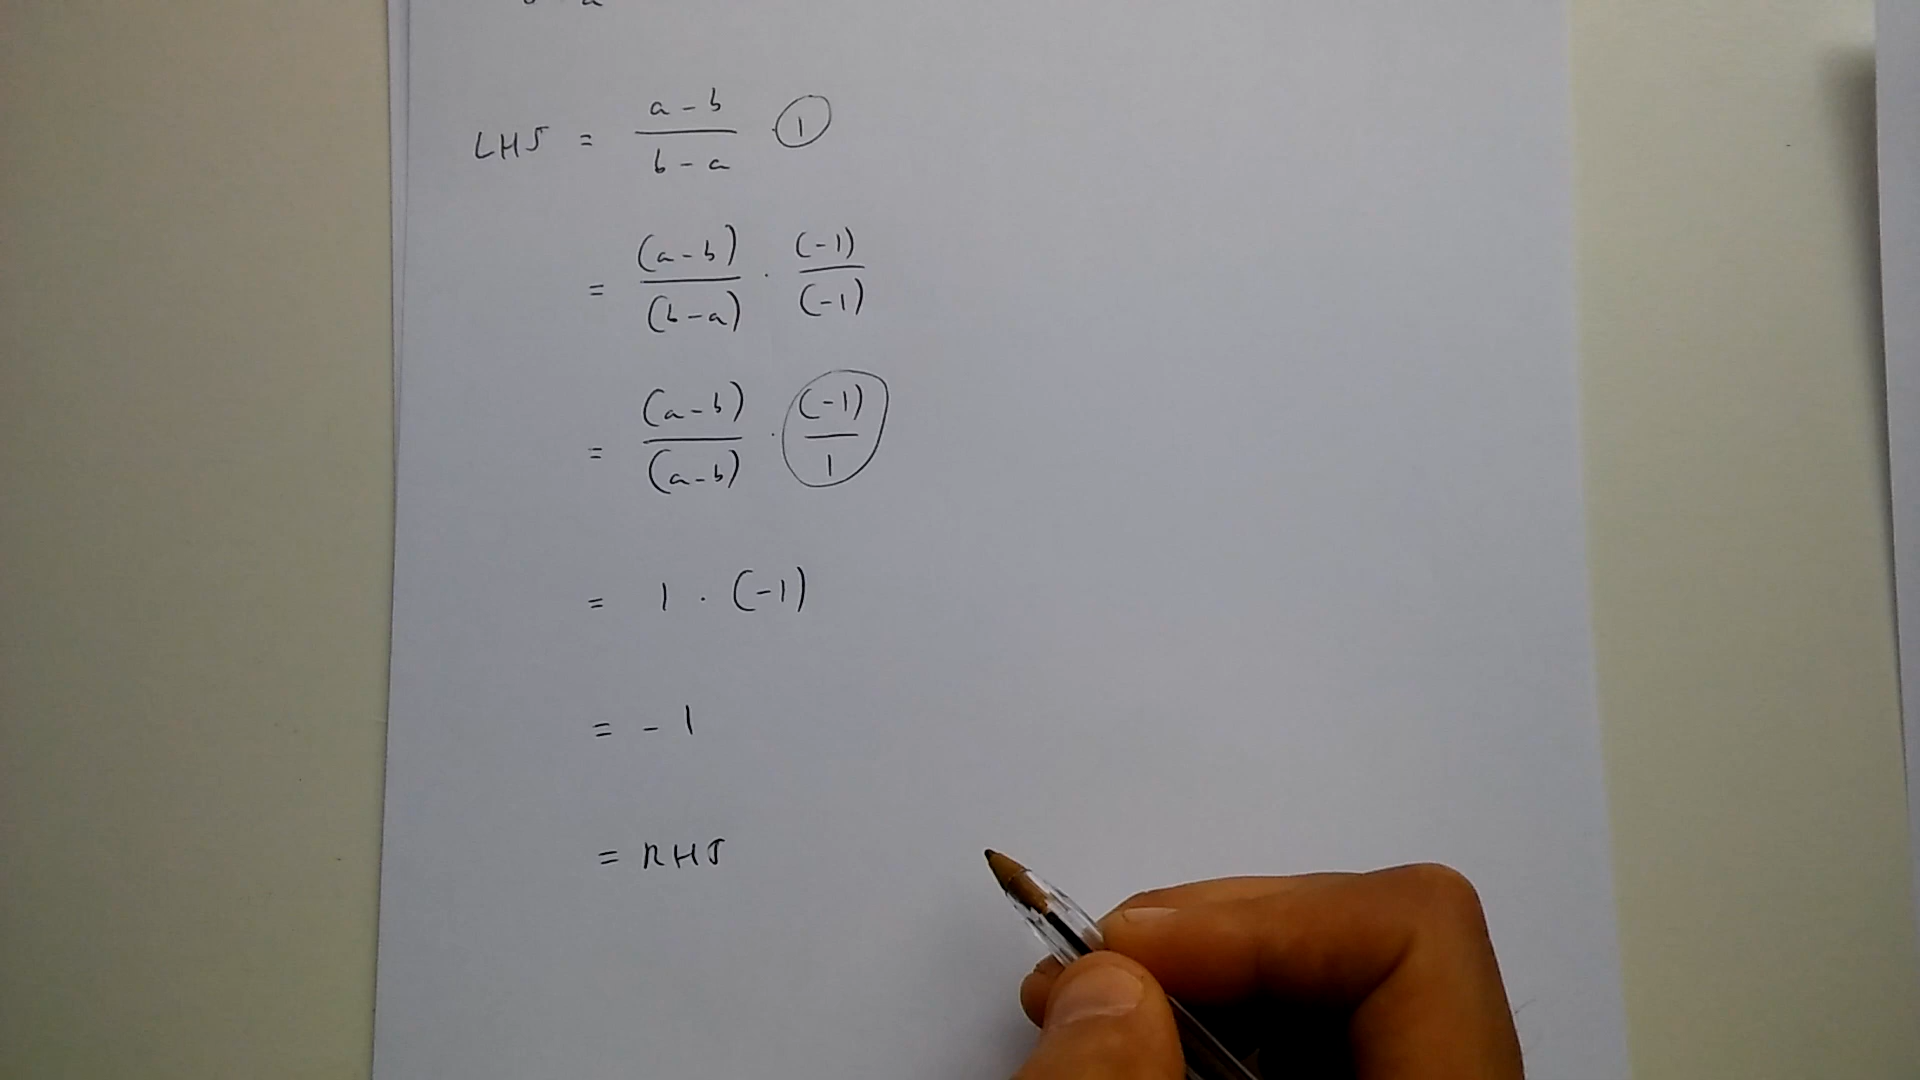 LHS = (a - b)/(b - a) · 1
= (a - b)/(b - a) · (-1)/(-1)
= (a - b)/(a - b) · (-1)/1
= 1 · (-1)
= - 1
= RHS